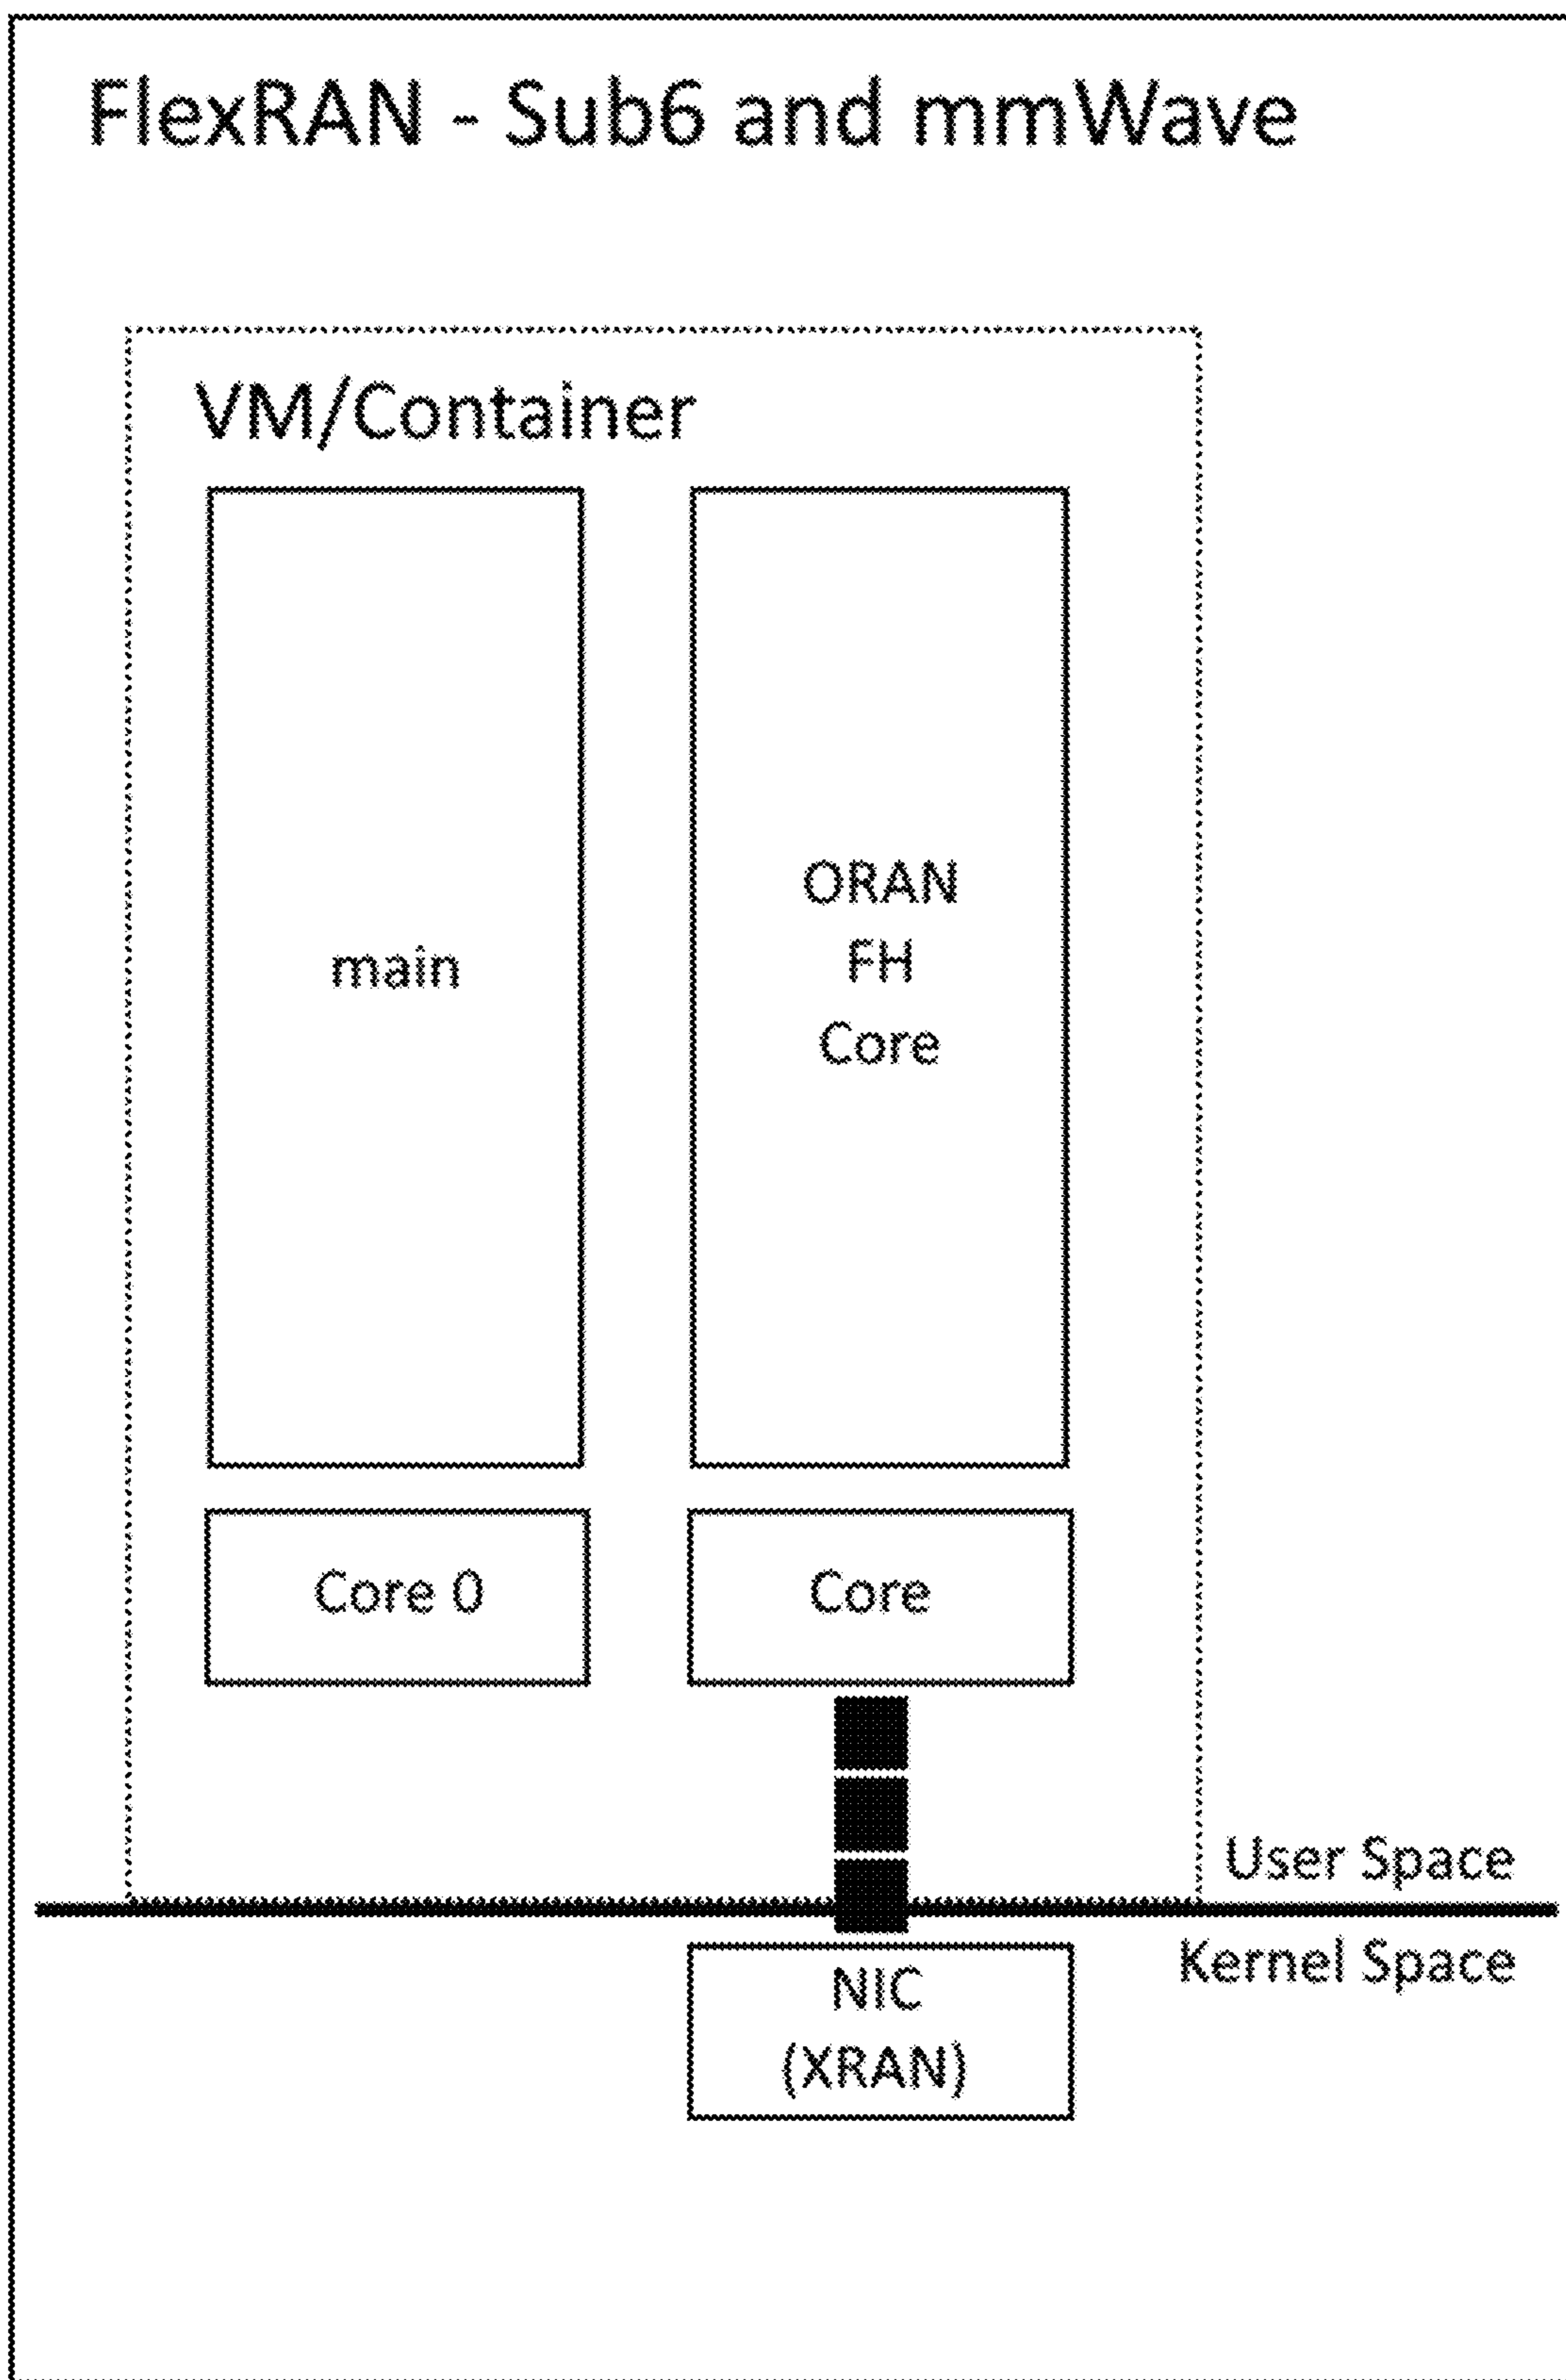 FlexRAN - Sub6 and mmWave
VM/Container
main
ORAN
FH
Core
Core 0
Core
User Space
Kernel Space
NIC
(XRAN)